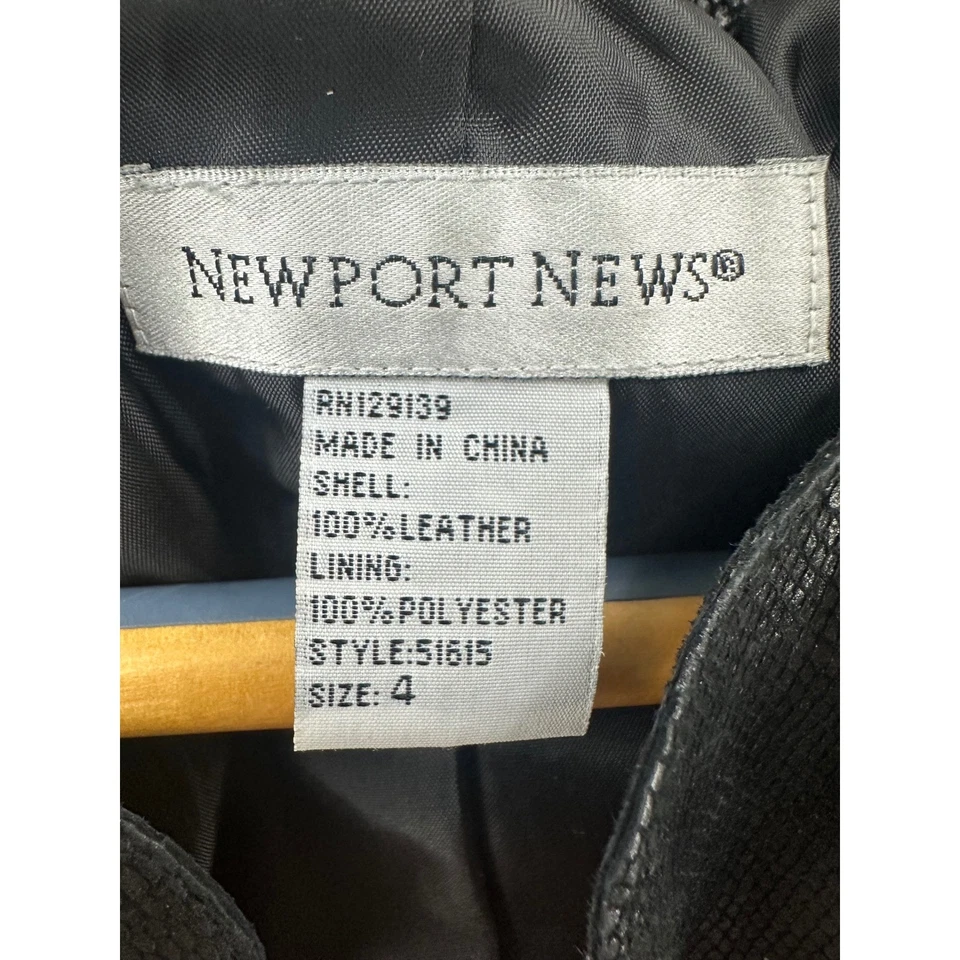 NEWPORT NEWS®
RN129139
MADE IN CHINA
SHELL:
100%LEATHER
LINING:
100%POLYESTER
STYLE:51615
SIZE: 4